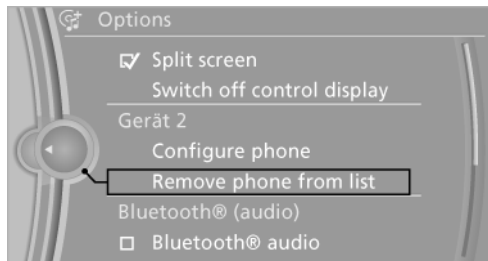 Options
Split screen
Switch off control display
Gerät 2
Configure phone
Remove phone from list
Bluetooth® (audio)
Bluetooth® audio